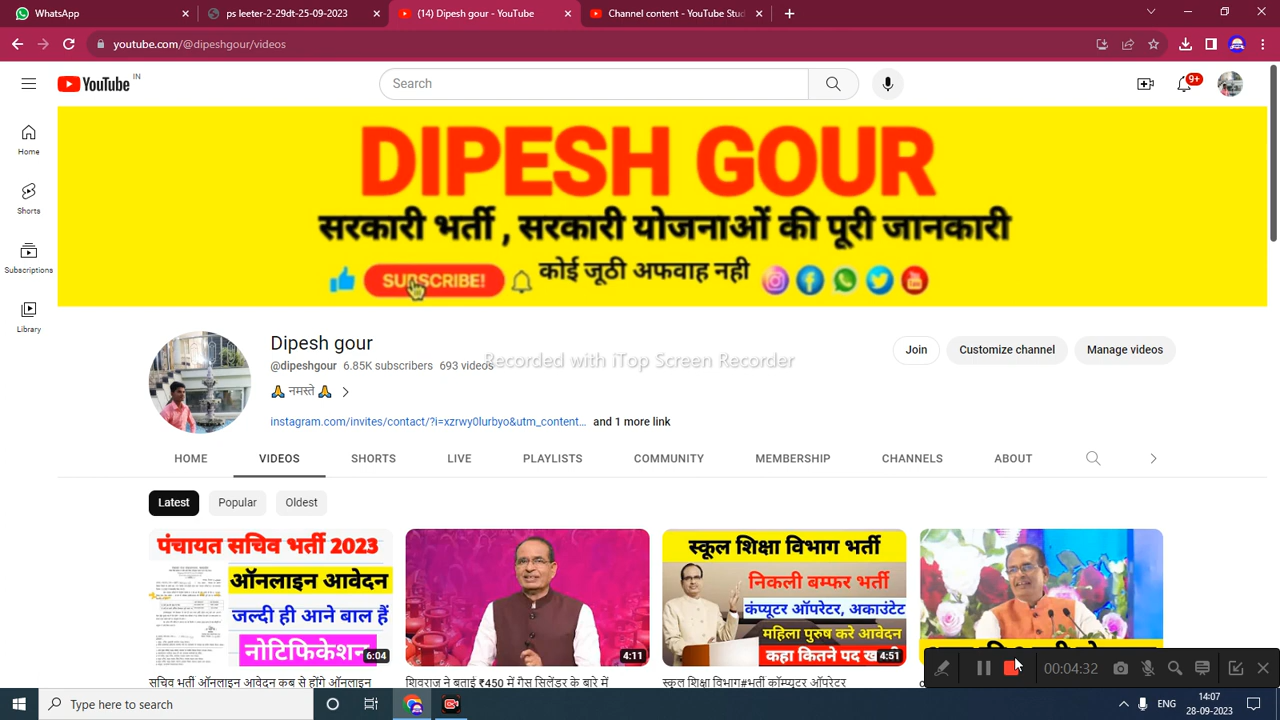 WhatsApp
ps leeter-2-29dt-25-09-2023
(14) Dipesh gour - YouTube
Channel content - YouTube Stud
youtube.com/@dipeshgour/videos
YouTube IN
Search
9+
Home
Shorts
Subscriptions
Library
DIPESH GOUR
सरकारी भर्ती , सरकारी योजनाओं की पूरी जानकारी
SUBSCRIBE!
कोई जूठी अफवाह नही
Dipesh gour
@dipeshgour 6.85K subscribers 693 videos
Recorded with iTop Screen Recorder
🙏 नमस्ते 🙏
instagram.com/invites/contact/?i=xzrwy0lurbyo&utm_content... and 1 more link
Join
Customize channel
Manage videos
HOME
VIDEOS
SHORTS
LIVE
PLAYLISTS
COMMUNITY
MEMBERSHIP
CHANNELS
ABOUT
Latest
Popular
Oldest
पंचायत सचिव भर्ती 2023
ऑनलाइन आवेदन
जल्दी ही आने वाले हैं
नोटिफिकेशन
6:04
4:11
स्कूल शिक्षा विभाग भर्ती
निकली बम्फर भर्ती
कंप्यूटर ऑपरेटर, अकाउंटेंट
महिला पुरुष करे आवेदन
कहा कितने पद
4:51
सचिव भर्ती ऑनलाइन आवेदन कब से होंगे ऑनलाइन
शिवराज ने बताई ₹450 में गैस सिलेंडर के बारे में
स्कूल शिक्षा विभाग#भर्ती कॉम्प्यूटर ऑपरेटर
00:04:32
Type here to search
ENG
14:07
28-09-2023